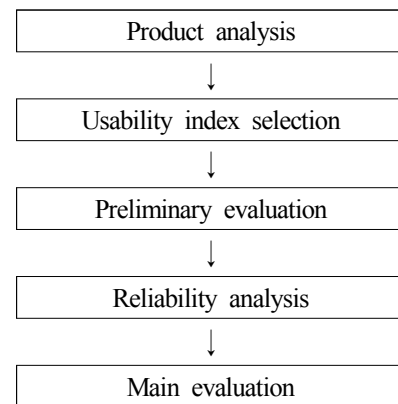 Product analysis
Usability index selection
Preliminary evaluation
Reliability analysis
Main evaluation